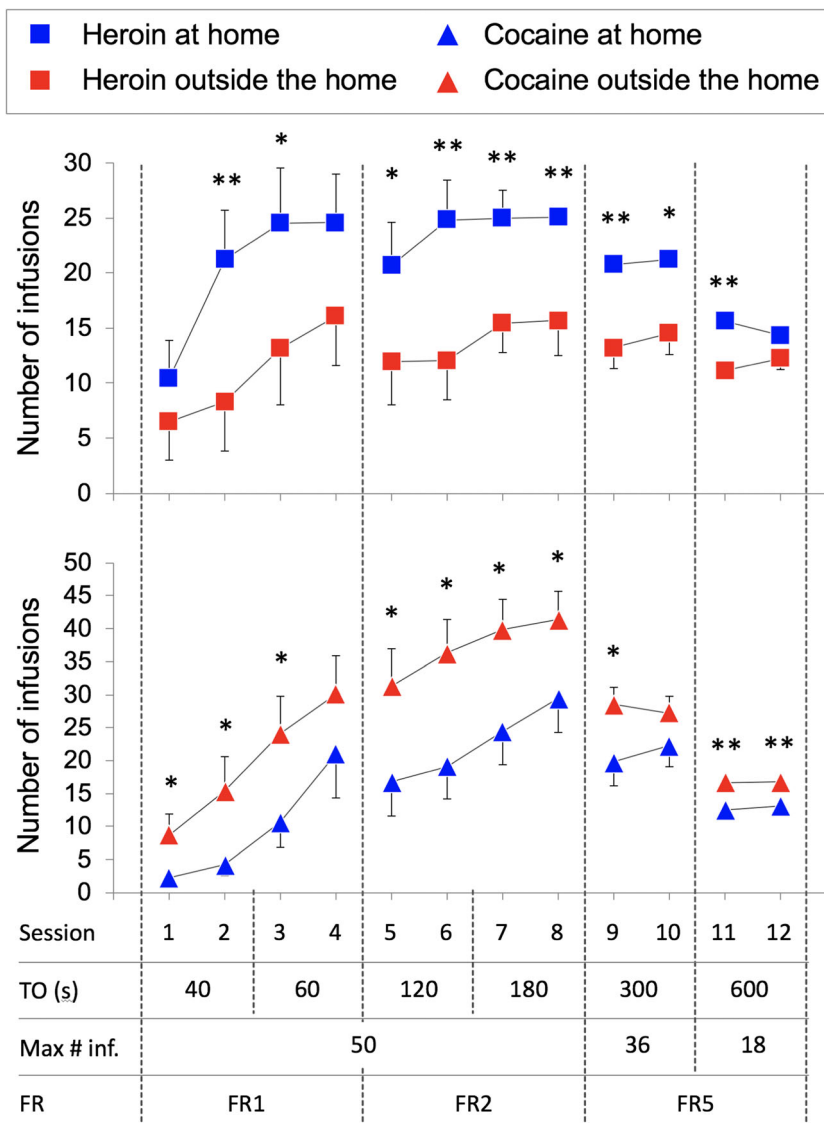 Heroin at home
Cocaine at home
Heroin outside the home
Cocaine outside the home
Number of infusions
30
25
20
15
10
5
0
* ** * * ** ** ** ** * **
Number of infusions
50
45
40
35
30
25
20
15
10
5
0
* * * * * * * * ** **
Session 1 2 3 4 5 6 7 8 9 10 11 12
TO (s) 40 60 120 180 300 600
Max # inf. 50 36 18
FR FR1 FR2 FR5